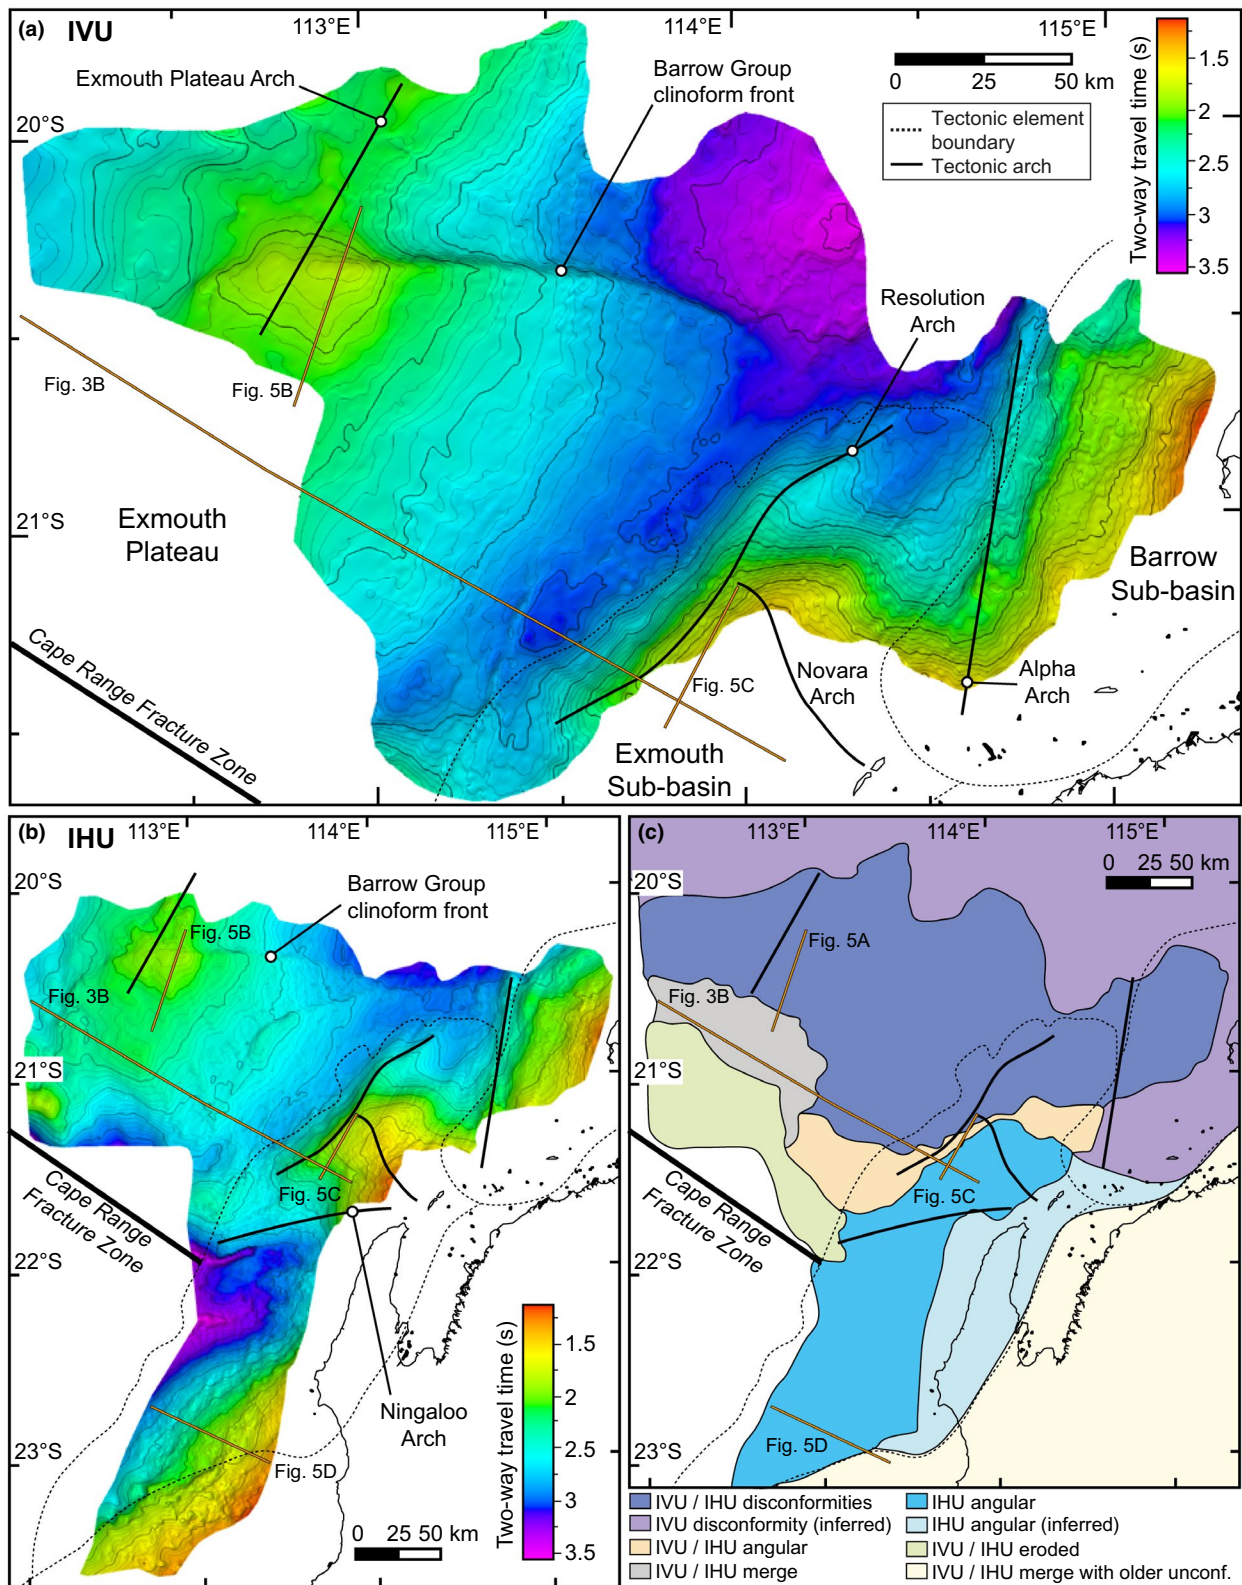 (a) IVU
113°E
114°E
115°E
Exmouth Plateau Arch
Barrow Group
clinoform front
0 25 50 km
Tectonic element
boundary
Tectonic arch
Two-way travel time (s)
1.5
2
2.5
3
3.5
20°S
Resolution
Arch
Fig. 3B
Fig. 5B
21°S
Exmouth
Plateau
Barrow
Sub-basin
Cape Range Fracture Zone
Fig. 5C
Novara
Arch
Alpha
Arch
Exmouth
Sub-basin
(b) IHU
113°E
114°E
115°E
20°S
Barrow Group
clinoform front
Fig. 5B
Fig. 3B
21°S
Fig. 5C
Cape Range
Fracture Zone
22°S
Two-way travel time (s)
1.5
2
2.5
3
3.5
Ningaloo
Arch
23°S
Fig. 5D
0 25 50 km
(c)
113°E
114°E
115°E
20°S
0 25 50 km
Fig. 5A
Fig. 3B
21°S
Fig. 5C
Cape Range
Fracture Zone
22°S
23°S
Fig. 5D
IVU / IHU disconformities
IVU disconformity (inferred)
IVU / IHU angular
IVU / IHU merge
IHU angular
IHU angular (inferred)
IVU / IHU eroded
IVU / IHU merge with older unconf.